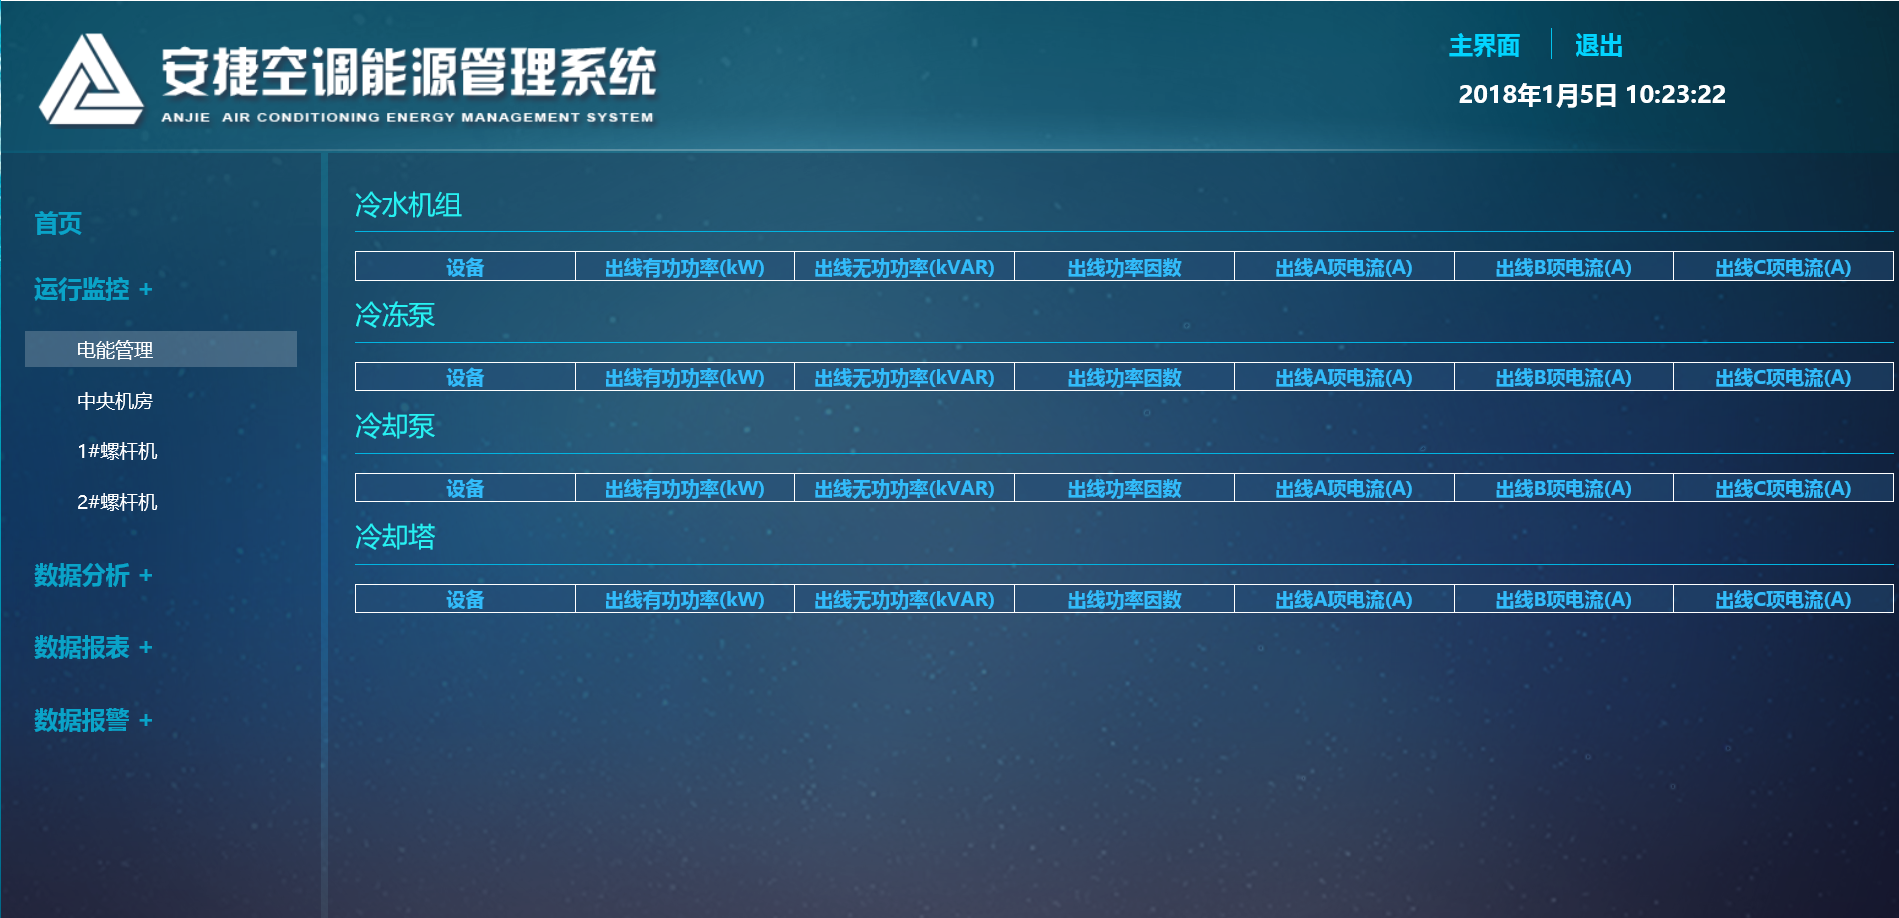 安捷空调能源管理系统
ANJIE AIR CONDITIONING ENERGY MANAGEMENT SYSTEM
主界面 退出
2018年1月5日 10:23:22
首页
运行监控 +
电能管理
中央机房
1#螺杆机
2#螺杆机
数据分析 +
数据报表 +
数据报警 +
冷水机组
设备 出线有功功率(kW) 出线无功功率(kVAR) 出线功率因数 出线A项电流(A) 出线B项电流(A) 出线C项电流(A)
冷冻泵
设备 出线有功功率(kW) 出线无功功率(kVAR) 出线功率因数 出线A项电流(A) 出线B项电流(A) 出线C项电流(A)
冷却泵
设备 出线有功功率(kW) 出线无功功率(kVAR) 出线功率因数 出线A项电流(A) 出线B项电流(A) 出线C项电流(A)
冷却塔
设备 出线有功功率(kW) 出线无功功率(kVAR) 出线功率因数 出线A项电流(A) 出线B项电流(A) 出线C项电流(A)